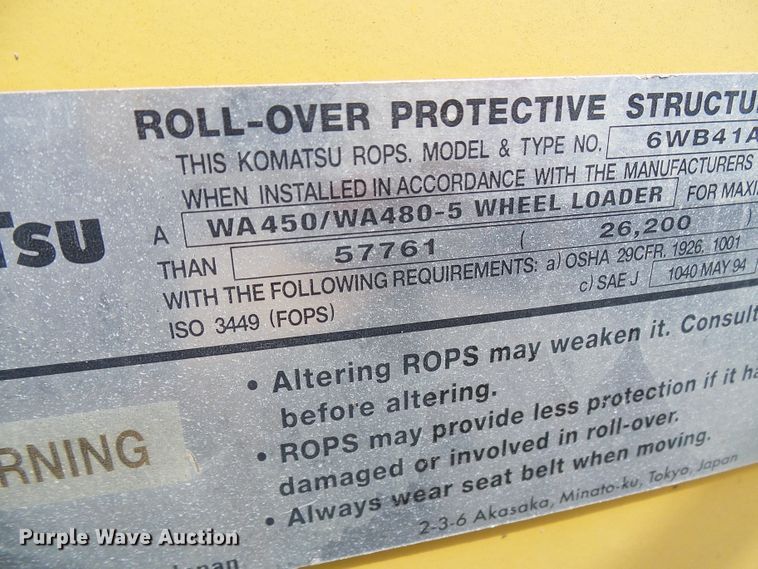 ROLL-OVER PROTECTIVE STRUCTU
THIS KOMATSU ROPS. MODEL & TYPE NO. 6WB41A
WHEN INSTALLED IN ACCORDANCE WITH THE MANUFACTURERS
A WA450/WA480-5 WHEEL LOADER FOR MAXI
THAN 57761 ( 26,200 )
WITH THE FOLLOWING REQUIREMENTS: a) OSHA 29CFR, 1926, 1001
c) SAE J 1040 MAY 94
ISO 3449 (FOPS)
TSU
RNING
• Altering ROPS may weaken it. Consult
before altering.
• ROPS may provide less protection if it ha
damaged or involved in roll-over.
• Always wear seat belt when moving.
2-3-6 Akasaka, Minato-ku, Tokyo, Japan
Japan
Purple Wave Auction